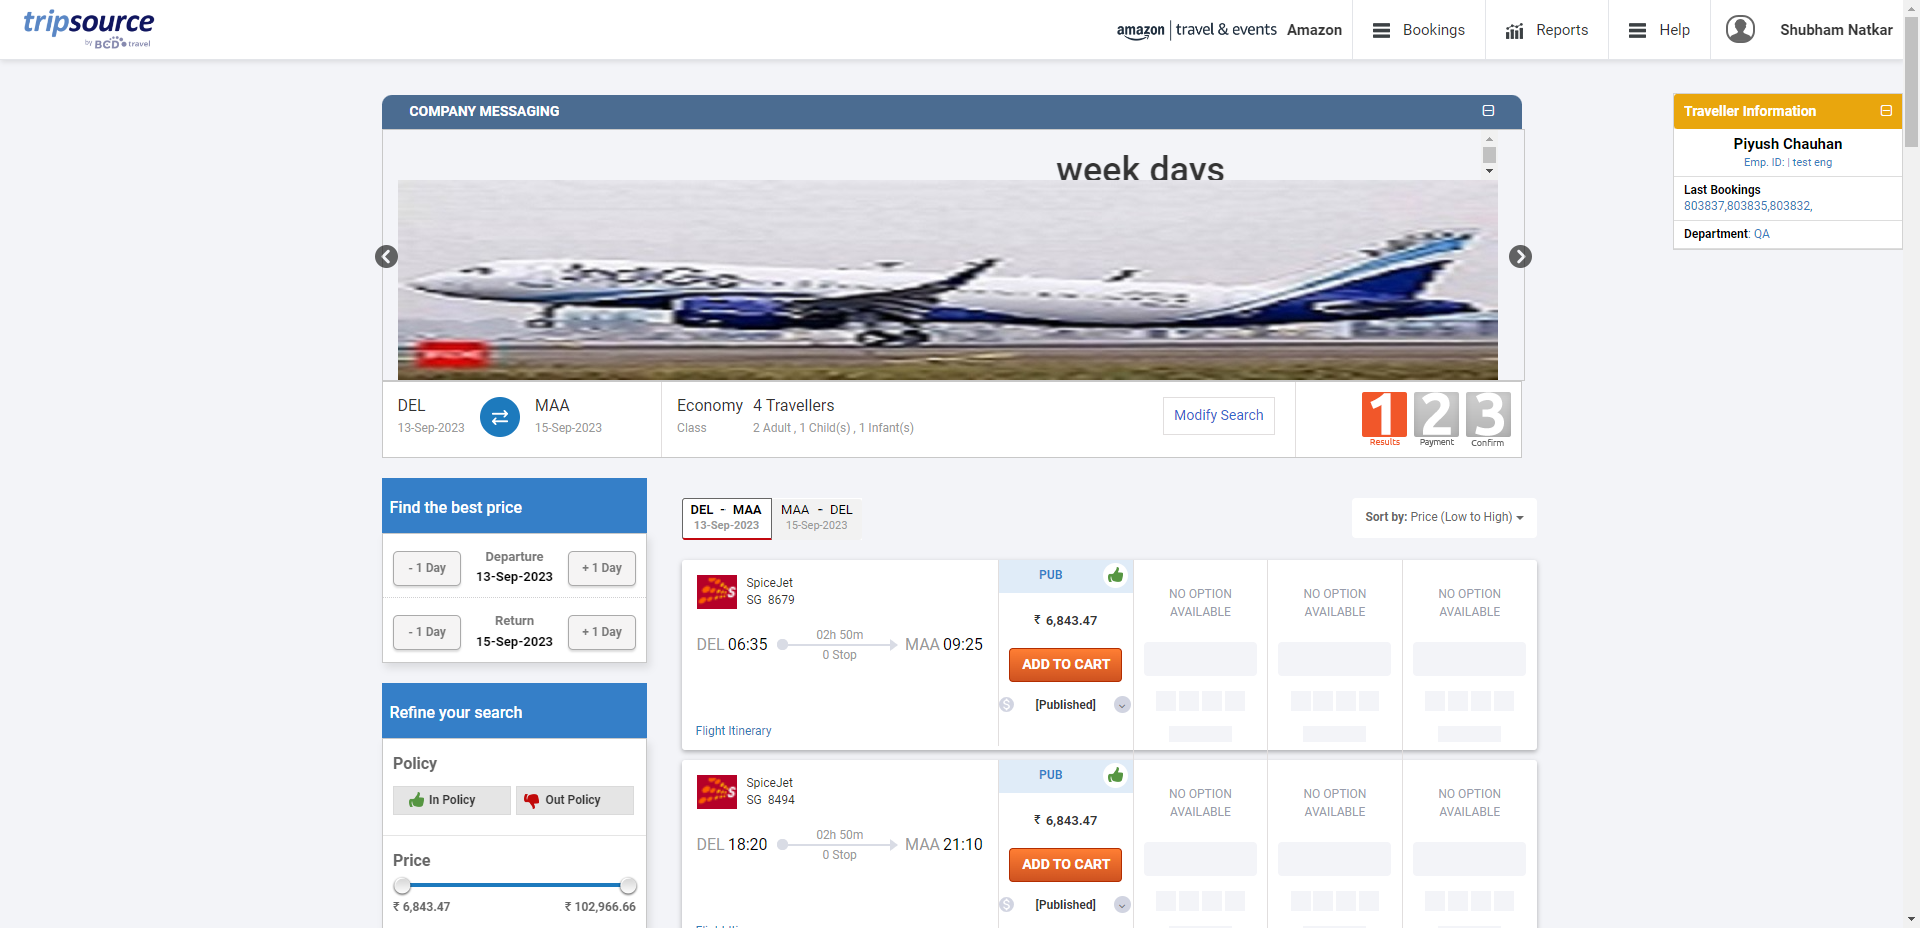 tripsource
by BCD travel
amazon travel & events Amazon
Bookings
Reports
Help
Shubham Natkar
COMPANY MESSAGING
week days
IndiGo
Traveller Information
Piyush Chauhan
Emp. ID: | test eng
Last Bookings
803837,803835,803832,
Department: QA
DEL
13-Sep-2023
MAA
15-Sep-2023
Economy
Class
4 Travellers
2 Adult , 1 Child(s) , 1 Infant(s)
Modify Search
1
Results
2
Payment
3
Confirm
Find the best price
- 1 Day
Departure
13-Sep-2023
+ 1 Day
- 1 Day
Return
15-Sep-2023
+ 1 Day
Refine your search
Policy
In Policy
Out Policy
Price
₹ 6,843.47
₹ 102,966.66
DEL - MAA
13-Sep-2023
MAA - DEL
15-Sep-2023
Sort by: Price (Low to High)
SpiceJet
SG 8679
DEL 06:35
02h 50m
0 Stop
MAA 09:25
Flight Itinerary
PUB
₹ 6,843.47
ADD TO CART
$
[Published]
NO OPTION
AVAILABLE
NO OPTION
AVAILABLE
NO OPTION
AVAILABLE
SpiceJet
SG 8494
DEL 18:20
02h 50m
0 Stop
MAA 21:10
PUB
₹ 6,843.47
ADD TO CART
$
[Published]
NO OPTION
AVAILABLE
NO OPTION
AVAILABLE
NO OPTION
AVAILABLE